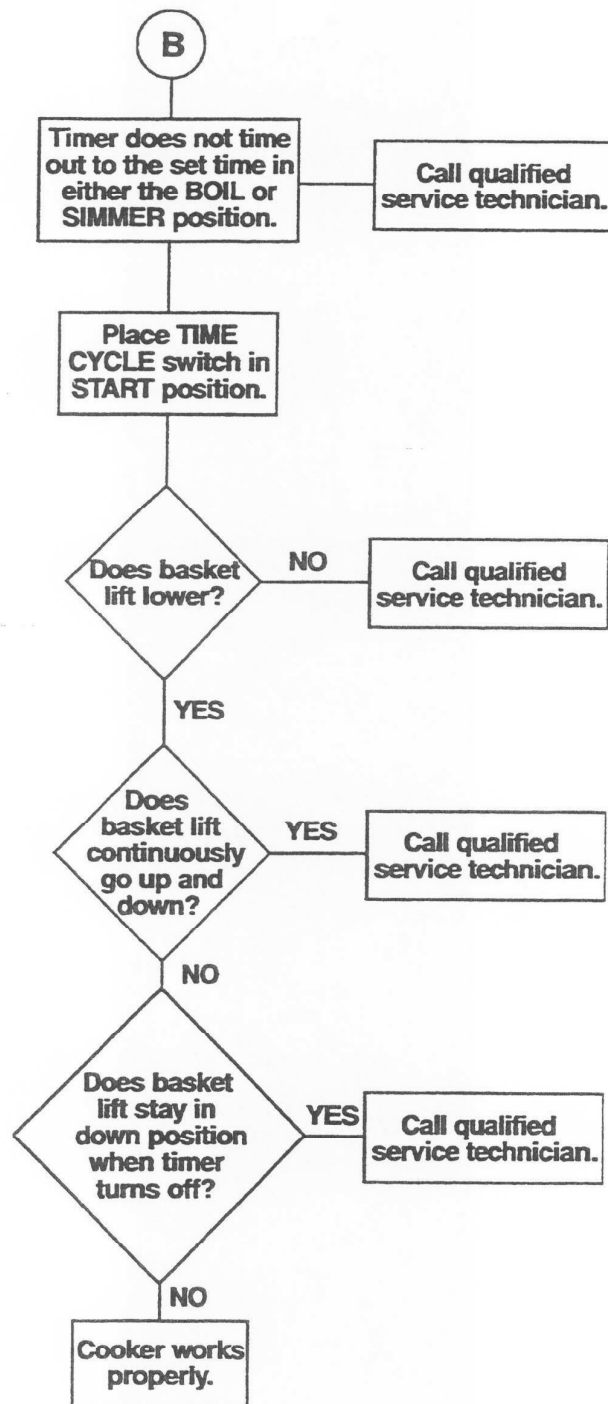 B
Timer does not time
out to the set time in
either the BOIL or
SIMMER position.
Call qualified
service technician.
Place TIME
CYCLE switch in
START position.
Does basket
lift lower?
NO
Call qualified
service technician.
YES
Does
basket lift
continuously
go up and
down?
YES
Call qualified
service technician.
NO
Does basket
lift stay in
down position
when timer
turns off?
YES
Call qualified
service technician.
NO
Cooker works
properly.